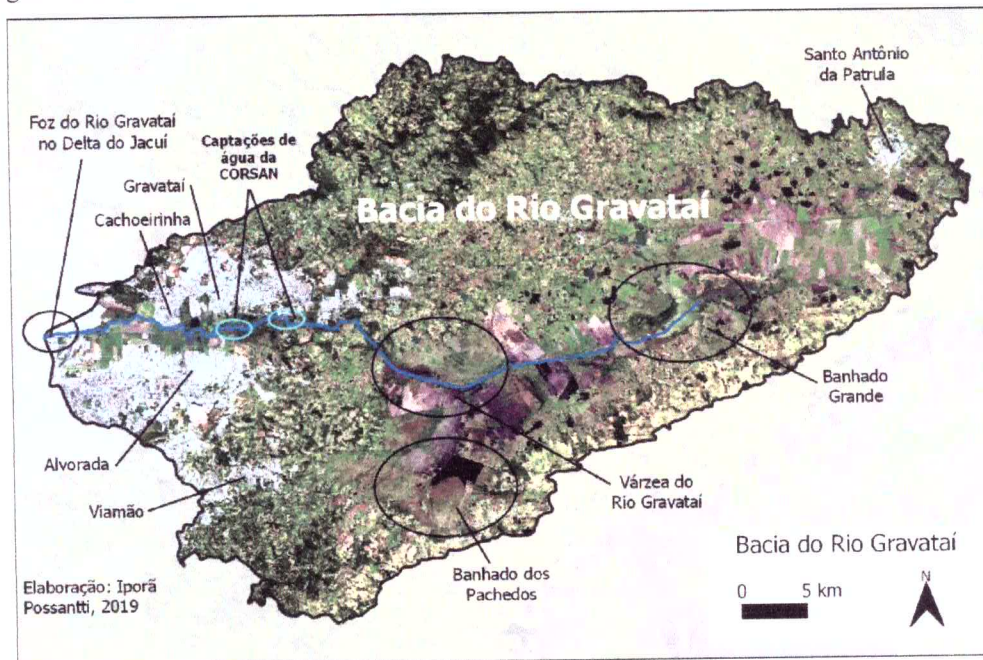 Santo Antônio
da Patrula
Foz do Rio Gravataí
no Delta do Jacuí
Captações de
água da
CORSAN
Gravataí
Cachoeirinha
Bacia do Rio Gravataí
Banhado
Grande
Alvorada
Viamão
Várzea do
Rio Gravataí
Banhado dos
Pachedos
Elaboração: Iporã
Possantti, 2019
Bacia do Rio Gravataí
0 5 km
N